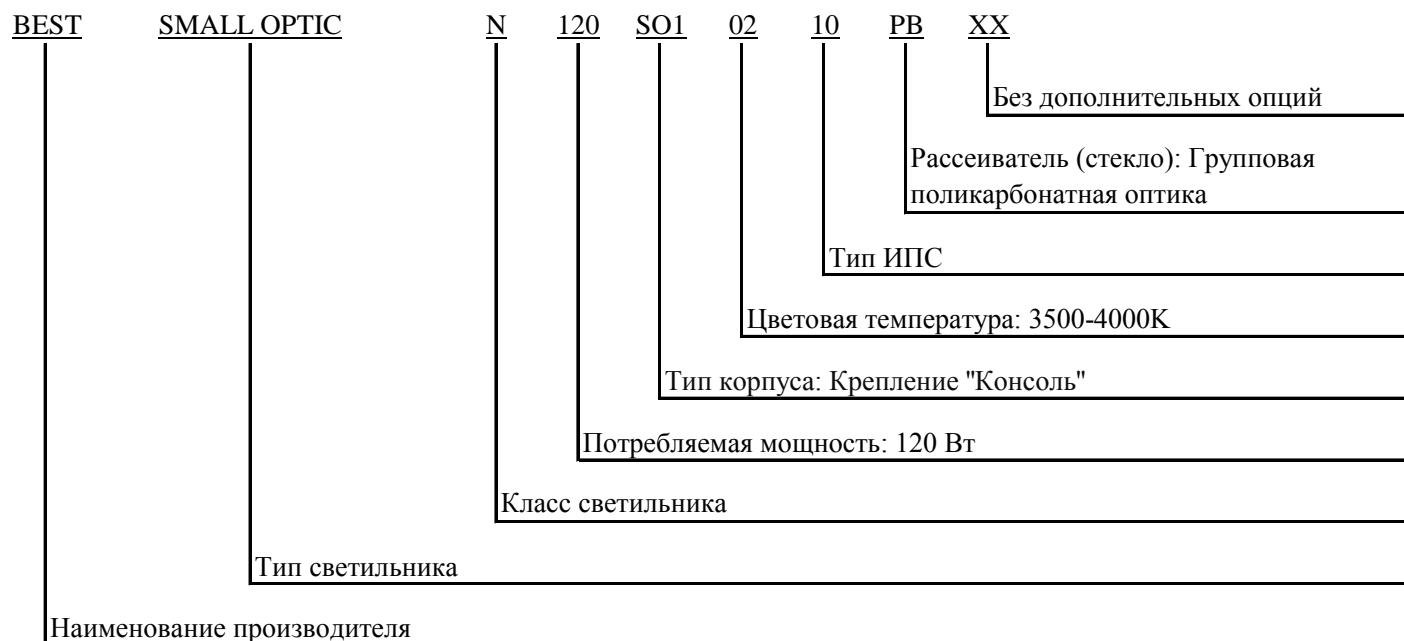 BEST SMALL OPTIC N 120 SO1 02 10 PB XX
Без дополнительных опций
Рассеиватель (стекло): Групповая
поликарбонатная оптика
Тип ИПС
Цветовая температура: 3500-4000К
Тип корпуса: Крепление "Консоль"
Потребляемая мощность: 120 Вт
Класс светильника
Тип светильника
Наименование производителя